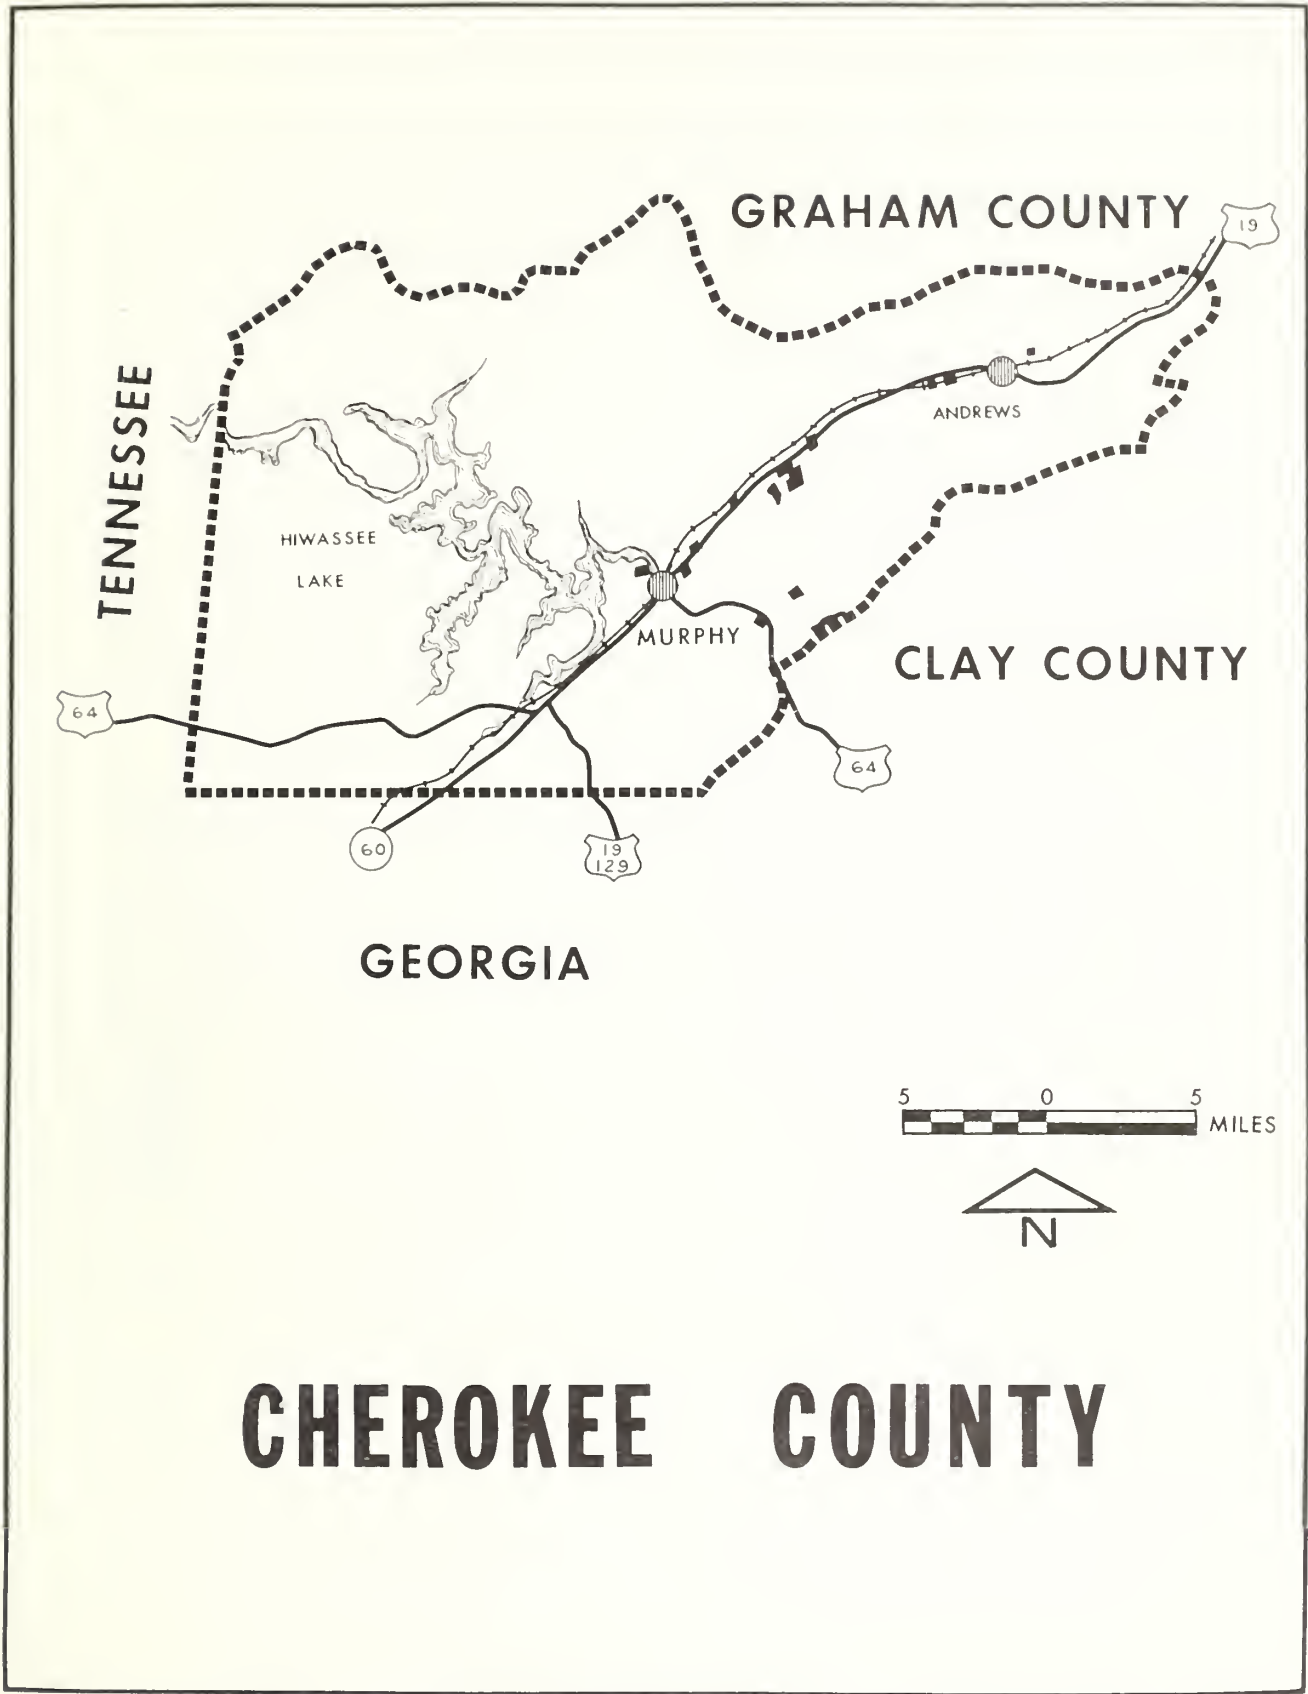 GRAHAM COUNTY
19
TENNESSEE
ANDREWS
HIWASSEE
LAKE
MURPHY
CLAY COUNTY
64
64
60
19
129
GEORGIA
5 0 5
MILES
N
CHEROKEE COUNTY